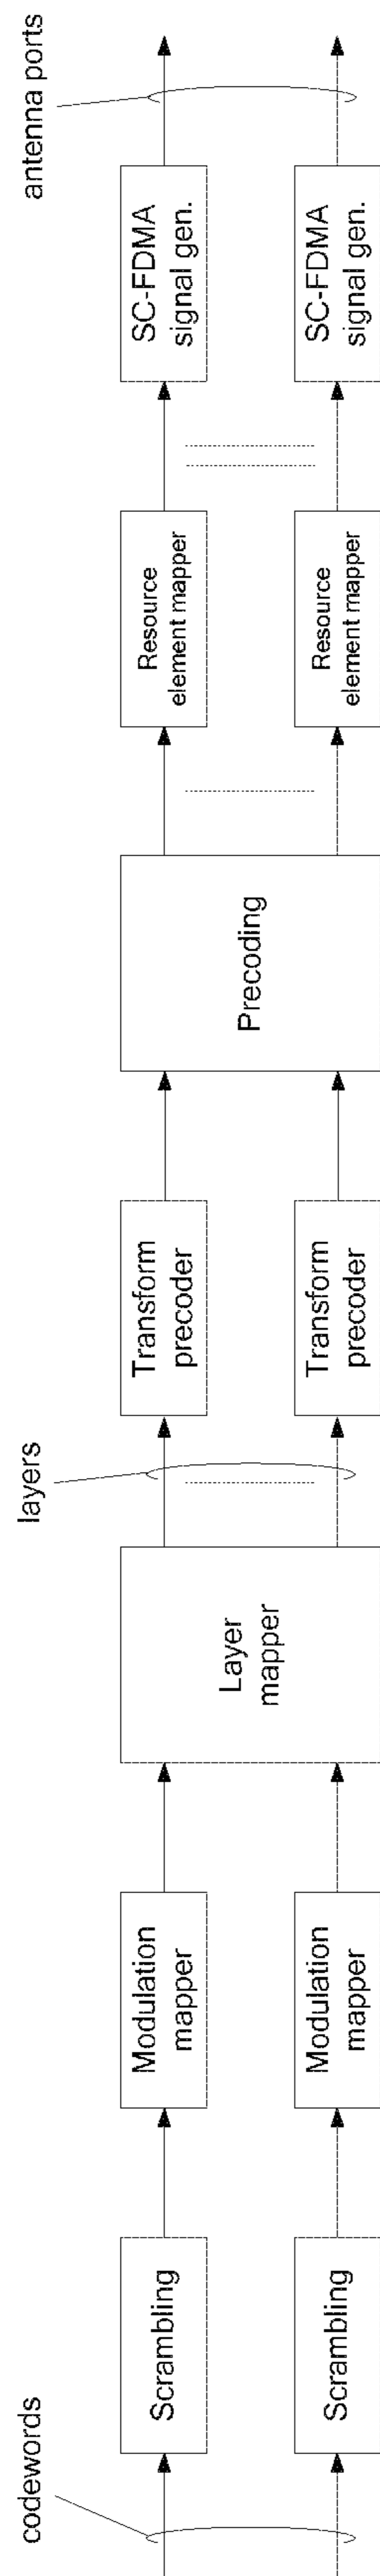 codewords
layers
antenna ports
Scrambling
Modulation
mapper
Layer
mapper
Transform
precoder
Precoding
Resource
element mapper
SC-FDMA
signal gen.
Scrambling
Modulation
mapper
Transform
precoder
Resource
element mapper
SC-FDMA
signal gen.